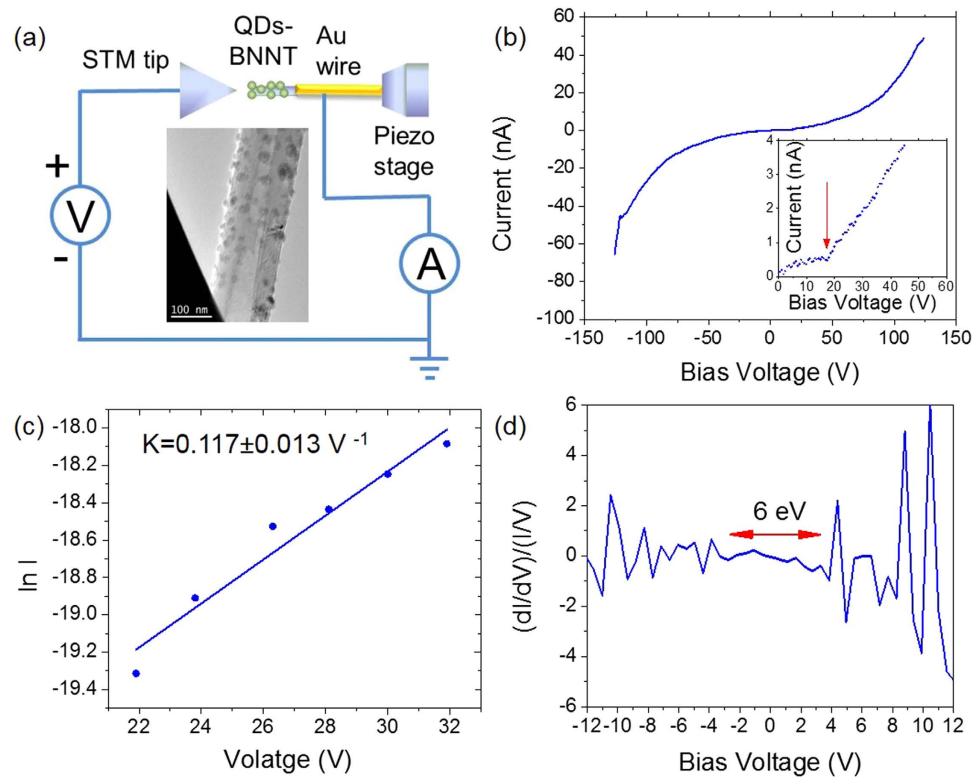 (a)
QDs-
BNNT
Au
wire
STM tip
Piezo
stage
+
V
-
A
100 nm
(b)
60
40
20
0
-20
-40
-60
-80
-100
Current (nA)
-150 -100 -50 0 50 100 150
Bias Voltage (V)
4
3
2
1
0
Current (nA)
0 10 20 30 40 50 60
Bias Voltage (V)
(c)
K=0.117±0.013 V -1
-18.0
-18.2
-18.4
-18.6
-18.8
-19.0
-19.2
-19.4
ln I
22 24 26 28 30 32
Volatge (V)
(d)
6 eV
6
4
2
0
-2
-4
-6
(dI/dV)/(I/V)
-12 -10 -8 -6 -4 -2 0 2 4 6 8 10 12
Bias Voltage (V)